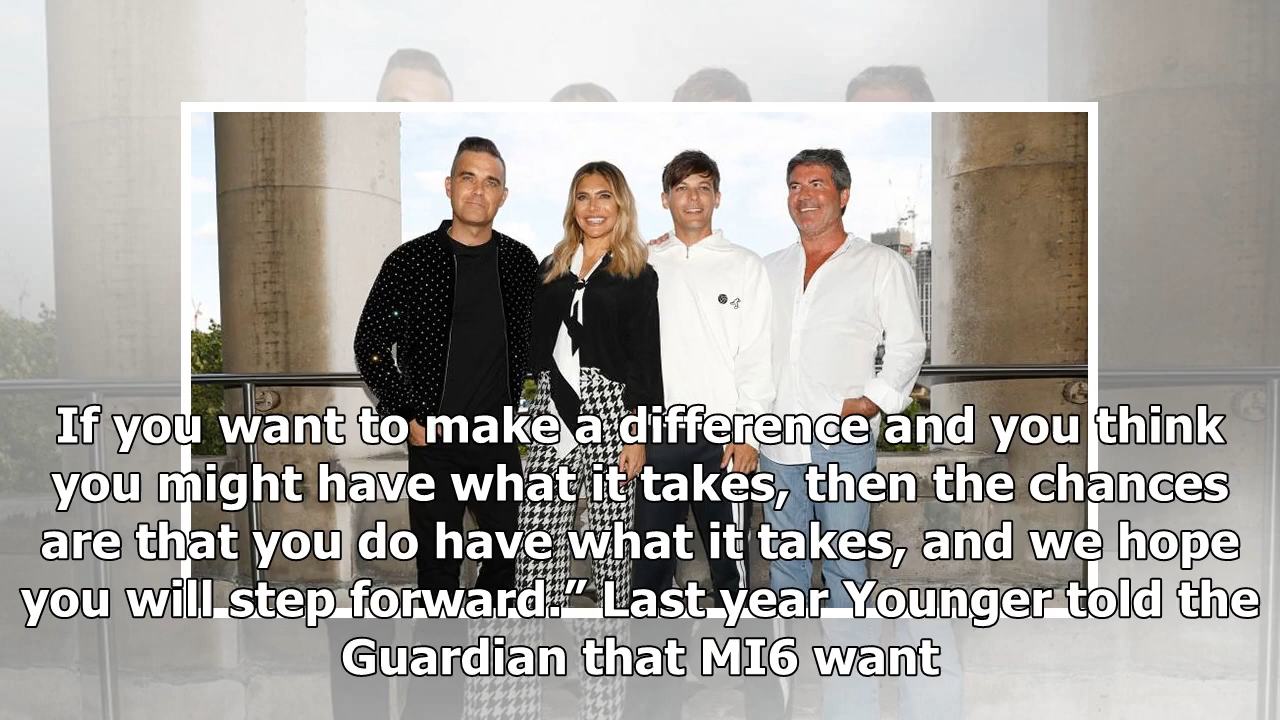 If you want to make a difference and you think
you might have what it takes, then the chances
are that you do have what it takes, and we hope
you will step forward.” Last year Younger told the
Guardian that MI6 want